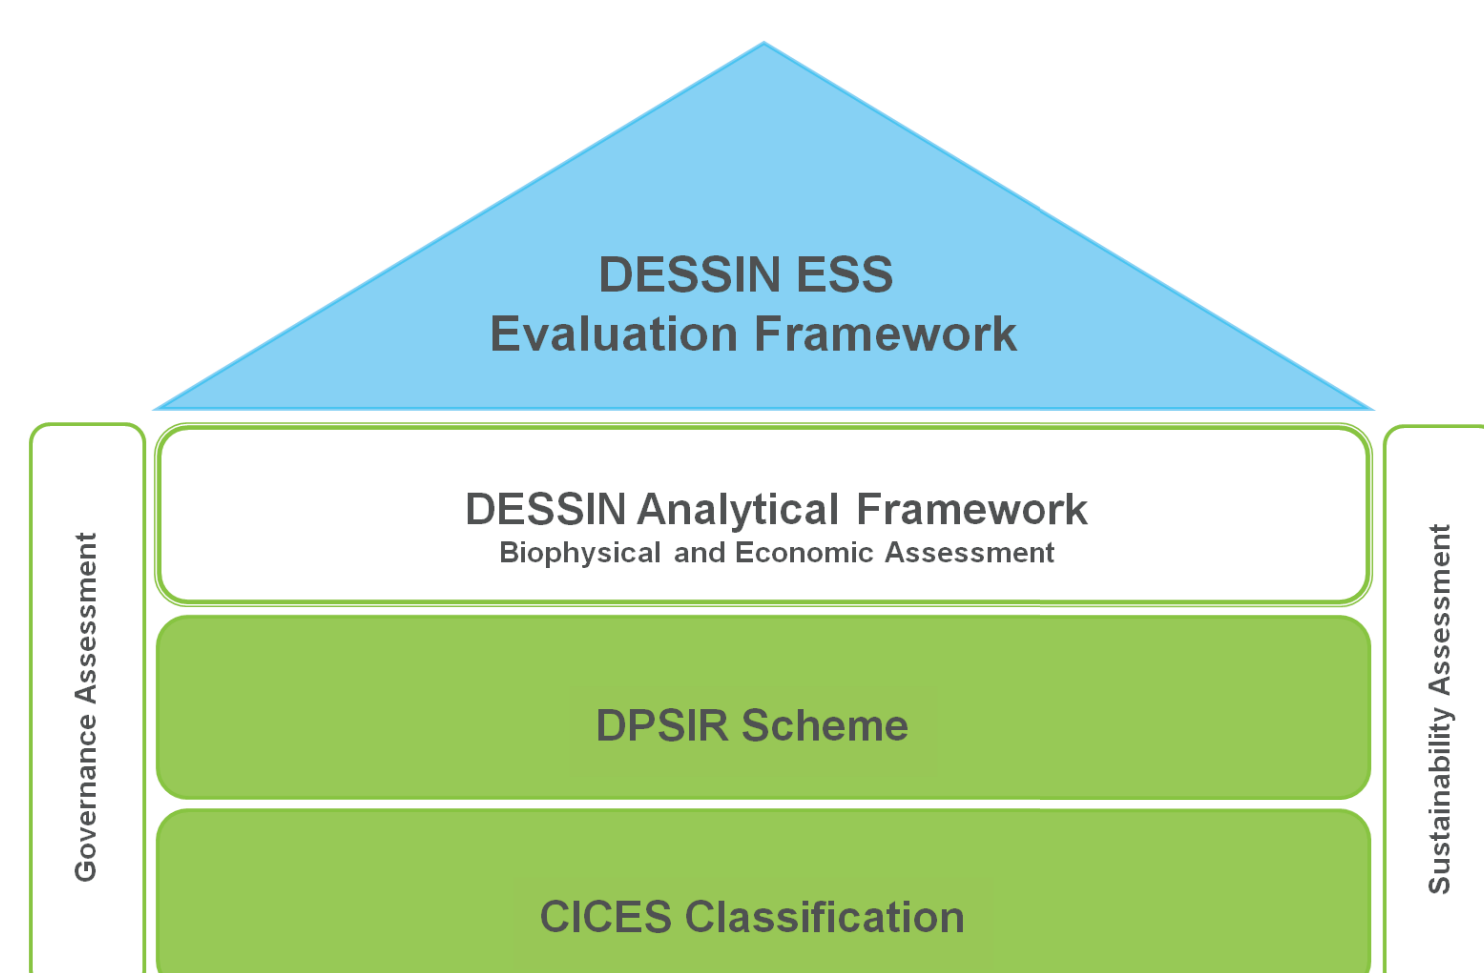 DESSIN ESS
Evaluation Framework
DESSIN Analytical Framework
Biophysical and Economic Assessment
DPSIR Scheme
CICES Classification
Governance Assessment
Sustainability Assessment